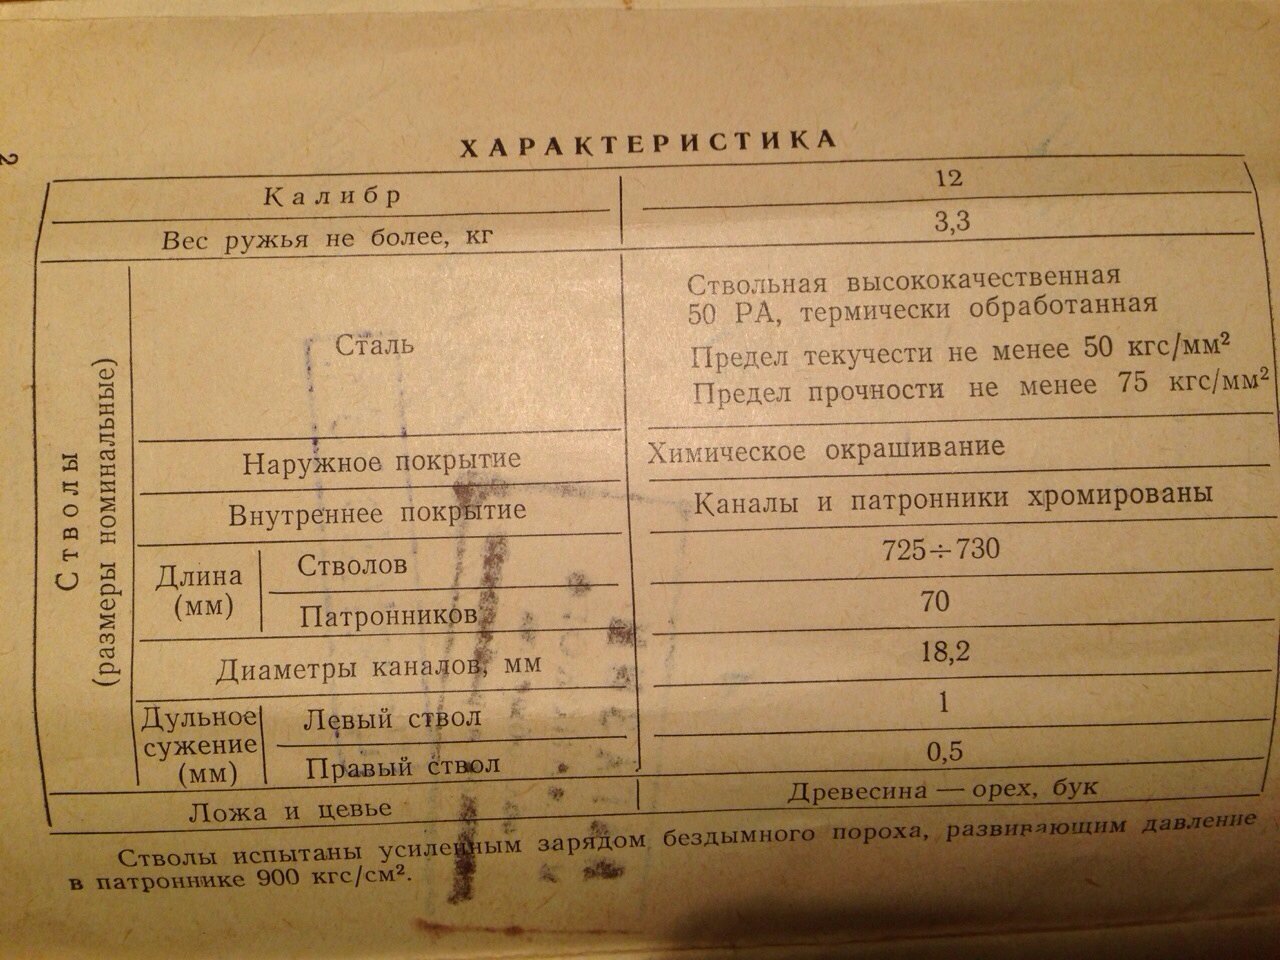 2
ХАРАКТЕРИСТИКА
Калибр
12
Вес ружья не более, кг
3,3
Стволы
(размеры номинальные)
Сталь
Ствольная высококачественная
50 РА, термически обработанная
Предел текучести не менее 50 кгс/мм²
Предел прочности не менее 75 кгс/мм²
Наружное покрытие
Химическое окрашивание
Внутреннее покрытие
Каналы и патронники хромированы
Длина
(мм)
Стволов
725÷730
Патронников
70
Диаметры каналов, мм
18,2
Дульное
сужение
(мм)
Левый ствол
1
Правый ствол
0,5
Ложа и цевье
Древесина — орех, бук
Стволы испытаны усиленным зарядом бездымного пороха, развивающим давление
в патроннике 900 кгс/см².